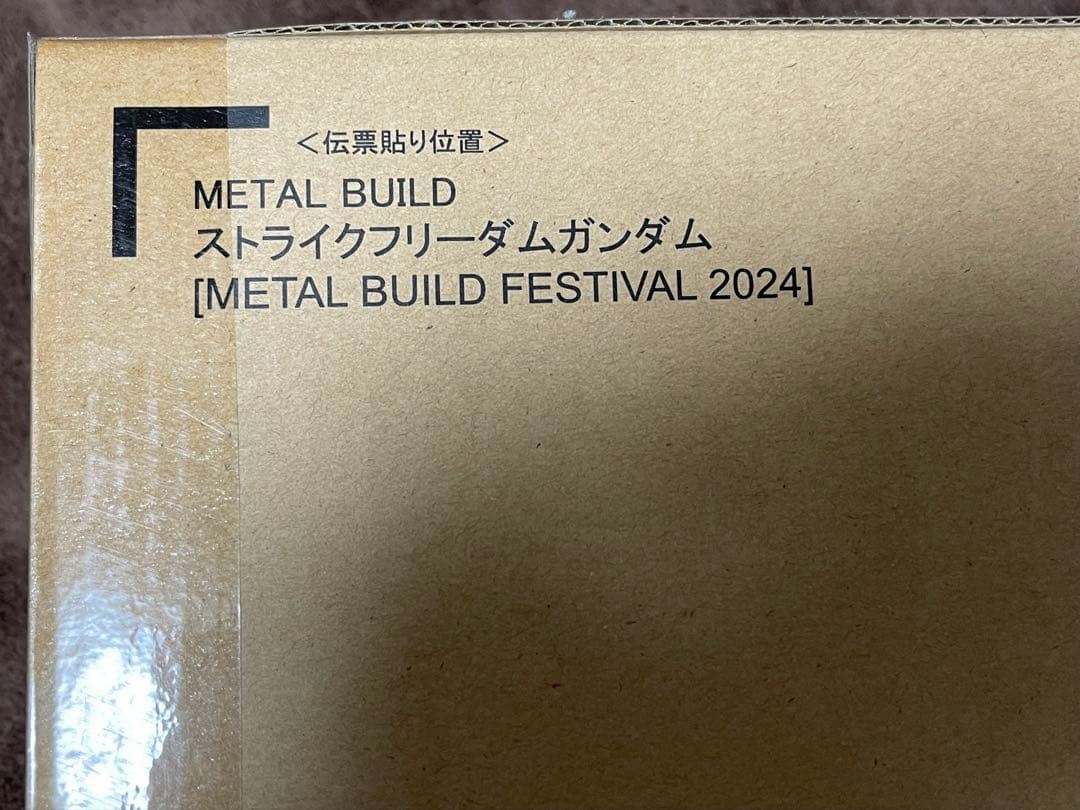 ＜伝票貼り位置＞
METAL BUILD
ストライクフリーダムガンダム
[METAL BUILD FESTIVAL 2024]